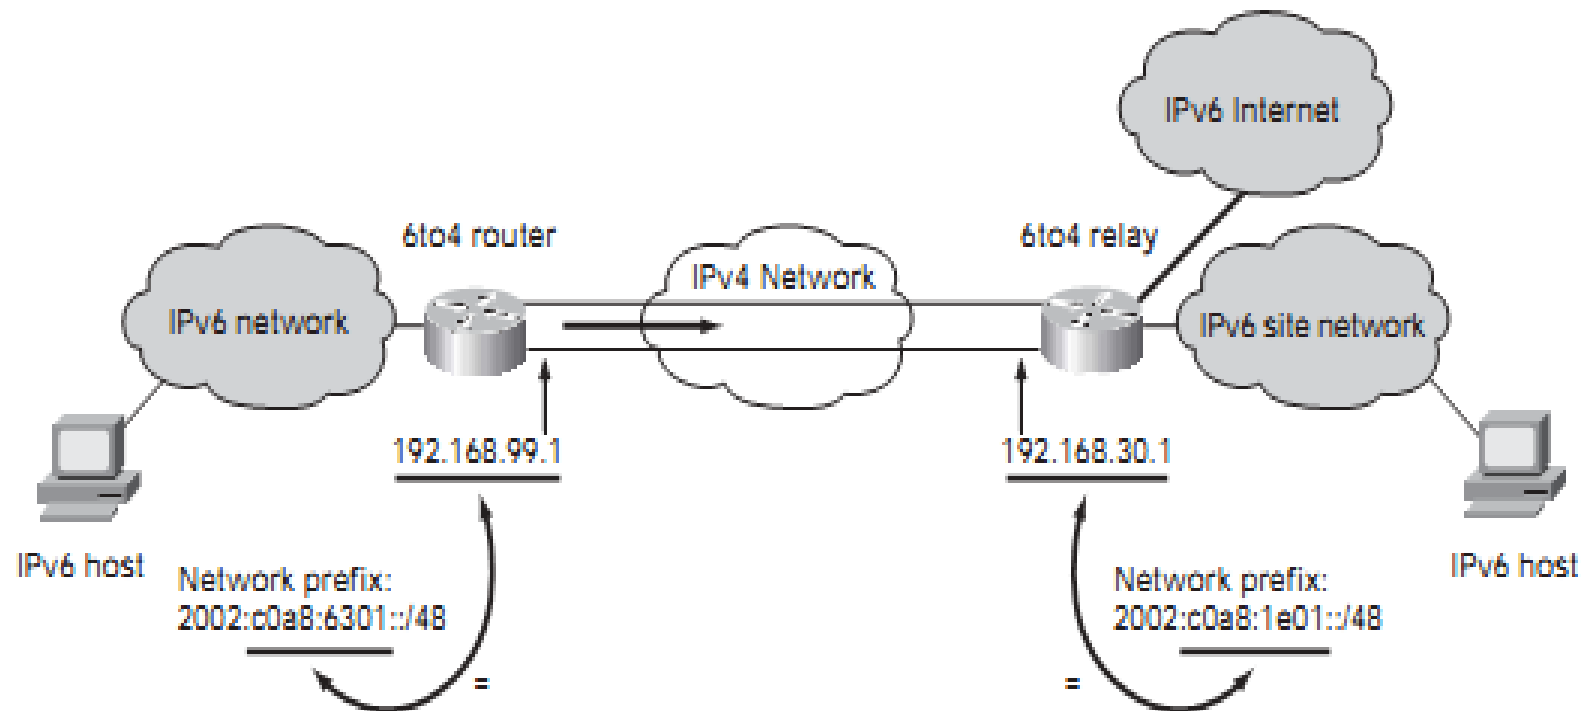 IPv6 Internet
6to4 router
6to4 relay
IPv4 Network
IPv6 network
IPv6 site network
192.168.99.1
192.168.30.1
IPv6 host
IPv6 host
Network prefix:
2002:c0a8:6301::/48
Network prefix:
2002:c0a8:1e01::/48
=
=